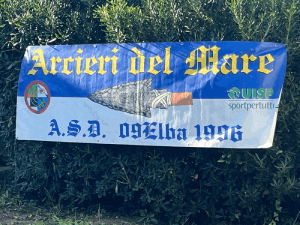 Arcieri del Mare
UISP
sportpertutti
A.S.D. 09Elba 1996